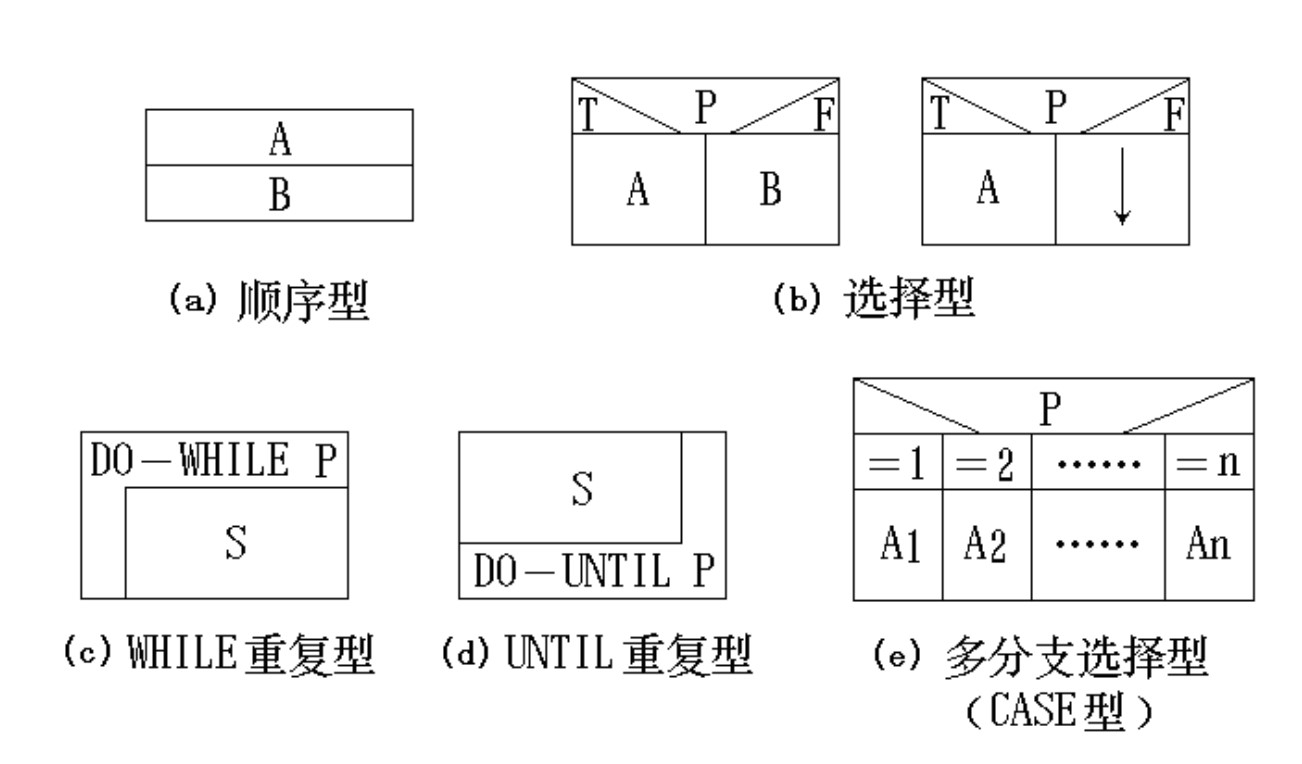 A
B
(a) 顺序型
T P F
A B
T P F
A
(b) 选择型
DO－WHILE P
S
(c) WHILE重复型
S
DO－UNTIL P
(d) UNTIL重复型
P
=1 =2 …… =n
A1 A2 …… An
(e) 多分支选择型
（CASE型）